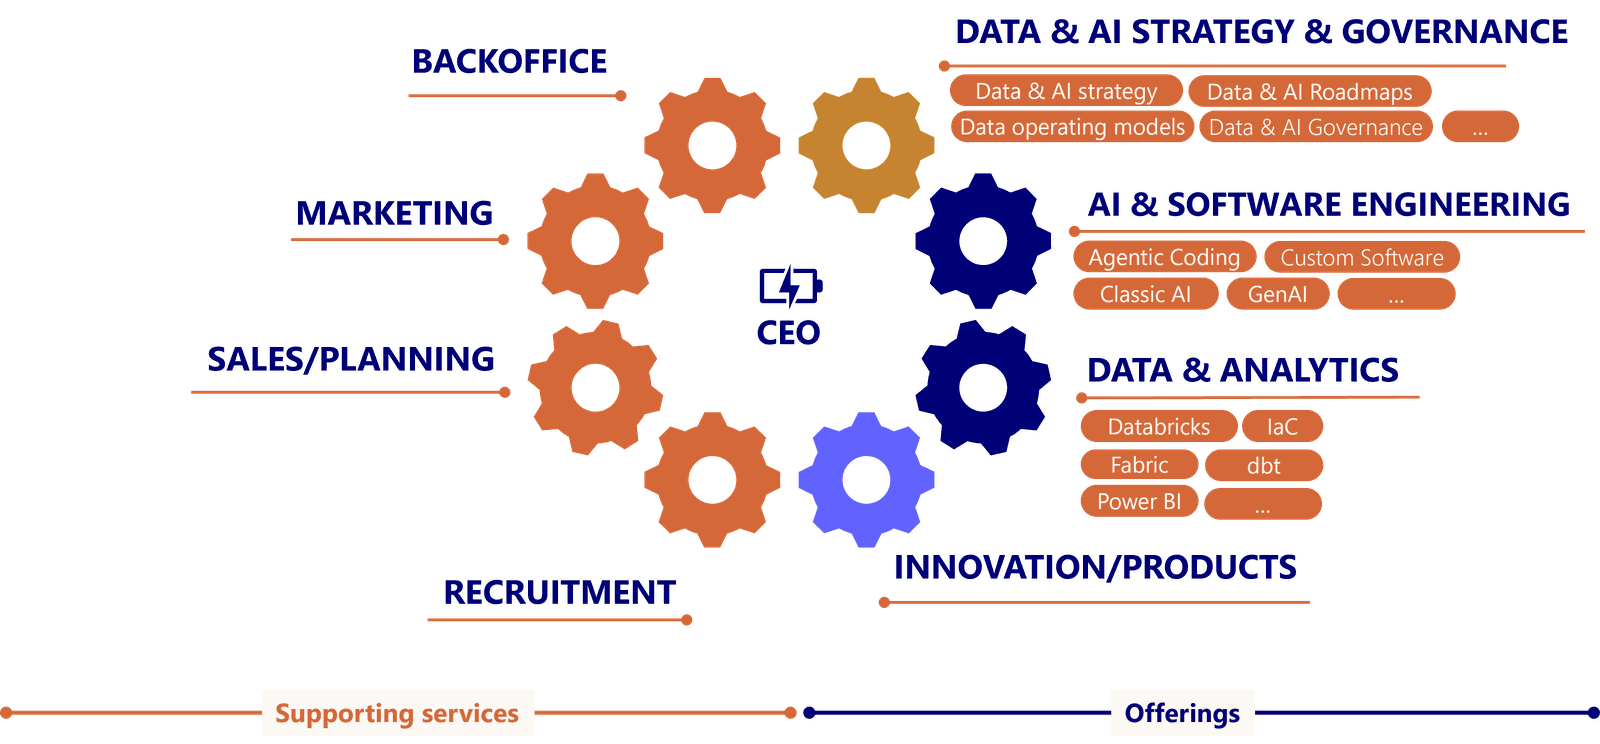 BACKOFFICE
MARKETING
SALES/PLANNING
RECRUITMENT
CEO
DATA & AI STRATEGY & GOVERNANCE
Data & AI strategy
Data & AI Roadmaps
Data operating models
Data & AI Governance
...
AI & SOFTWARE ENGINEERING
Agentic Coding
Custom Software
Classic AI
GenAI
...
DATA & ANALYTICS
Databricks
IaC
Fabric
dbt
Power BI
...
INNOVATION/PRODUCTS
Supporting services
Offerings